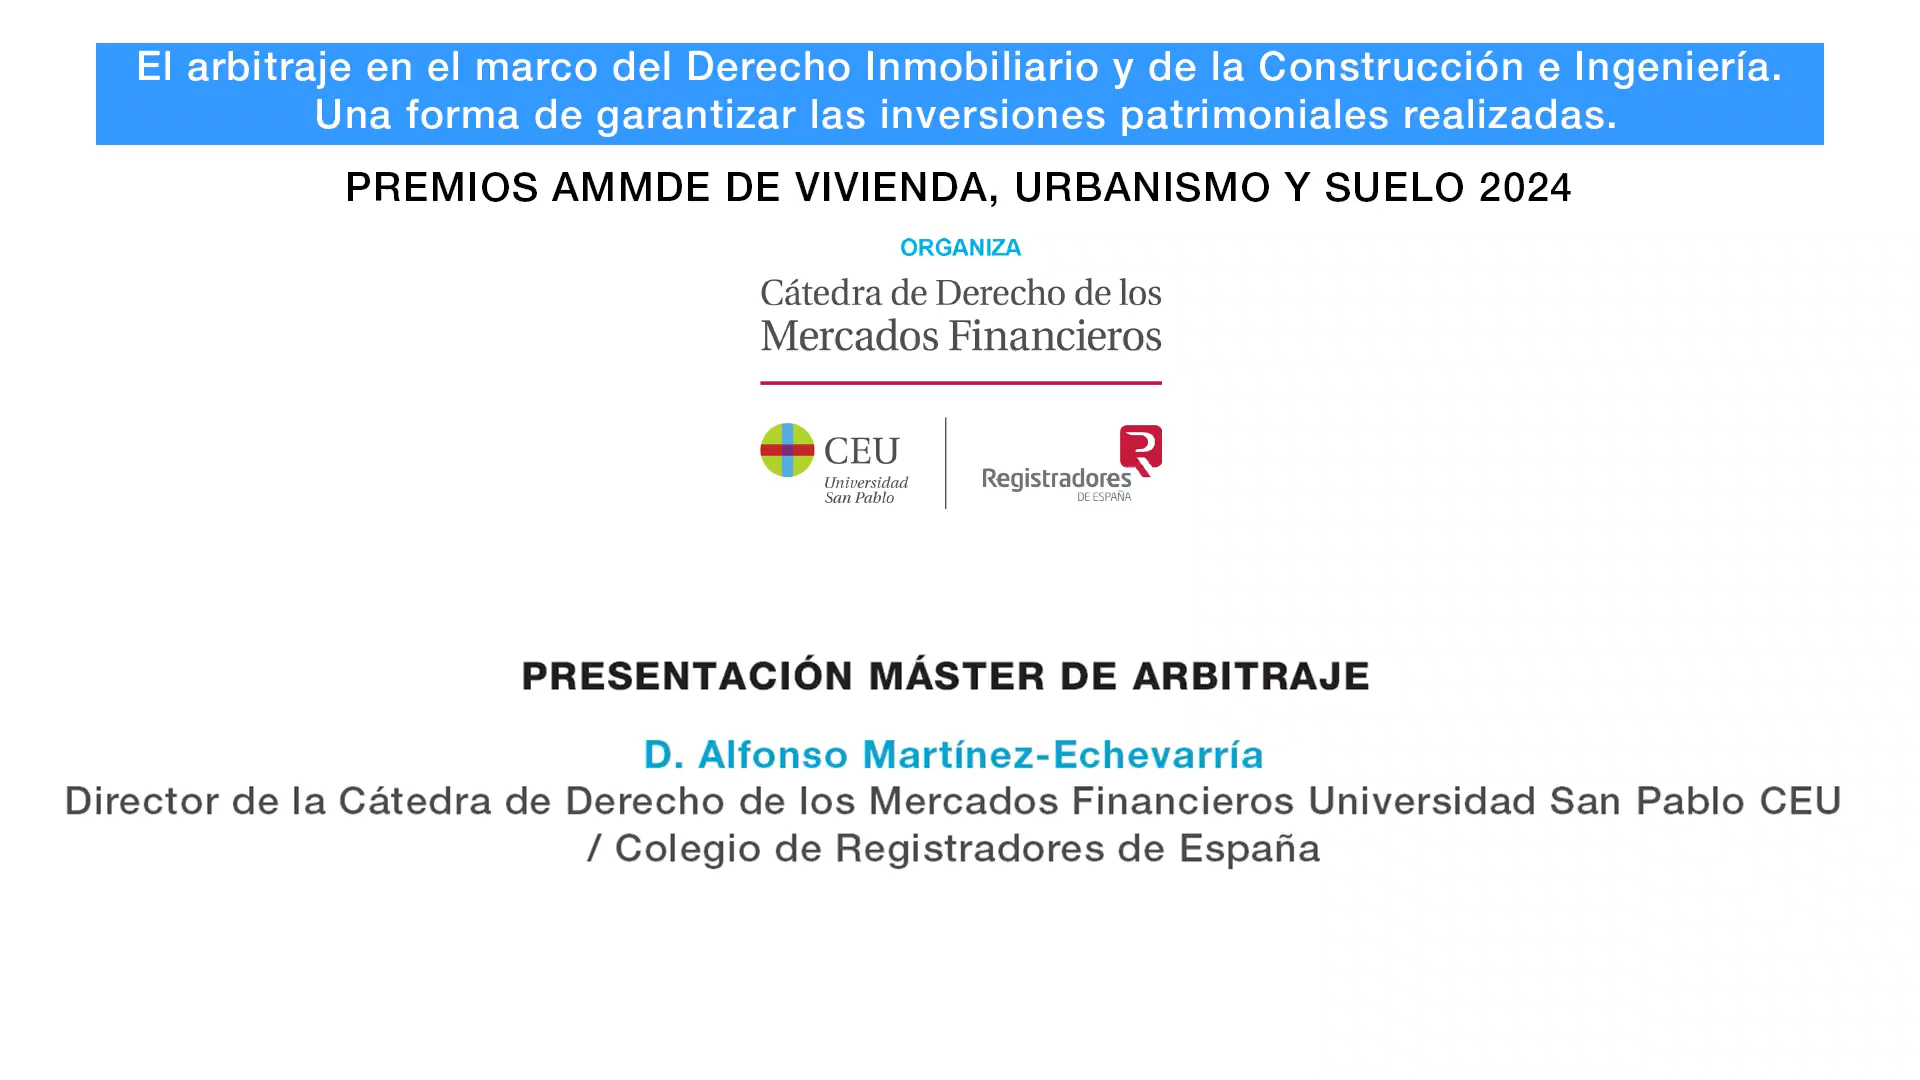 El arbitraje en el marco del Derecho Inmobiliario y de la Construcción e Ingeniería.
Una forma de garantizar las inversiones patrimoniales realizadas.
PREMIOS AMMDE DE VIVIENDA, URBANISMO Y SUELO 2024
ORGANIZA
Cátedra de Derecho de los
Mercados Financieros
CEU
Universidad
San Pablo
Registradores
DE ESPAÑA
PRESENTACIÓN MÁSTER DE ARBITRAJE
D. Alfonso Martínez-Echevarría
Director de la Cátedra de Derecho de los Mercados Financieros Universidad San Pablo CEU
/ Colegio de Registradores de España